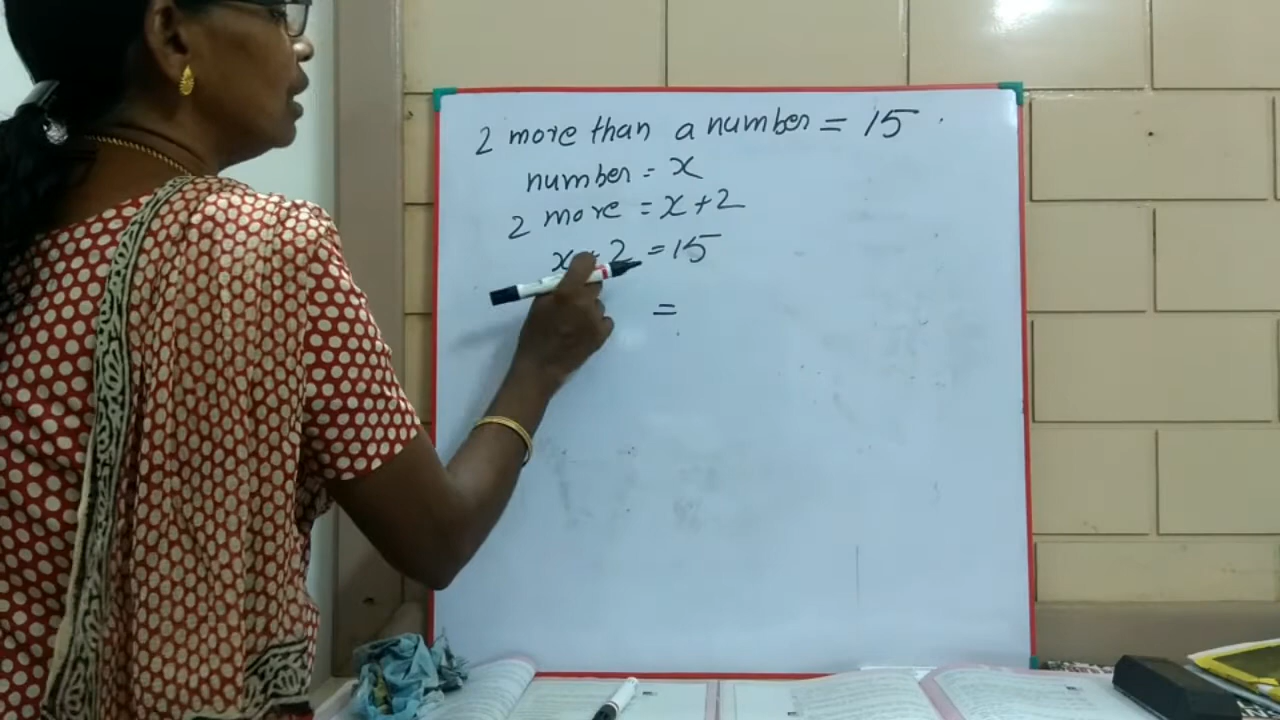 2 more than a number = 15.
number = x
2 more = x+2
x+2 = 15
=